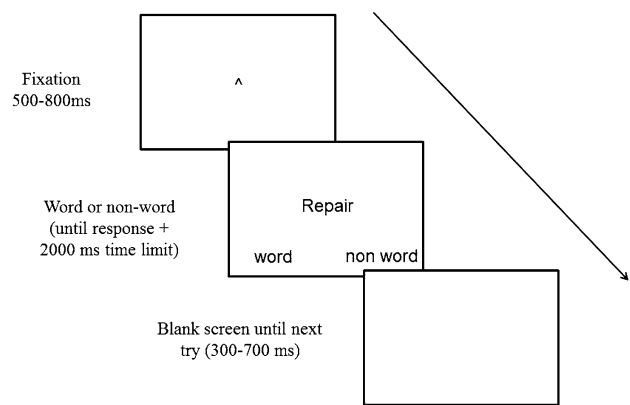 Fixation
500-800ms
^
Word or non-word
(until response +
2000 ms time limit)
Repair
word non word
Blank screen until next
try (300-700 ms)